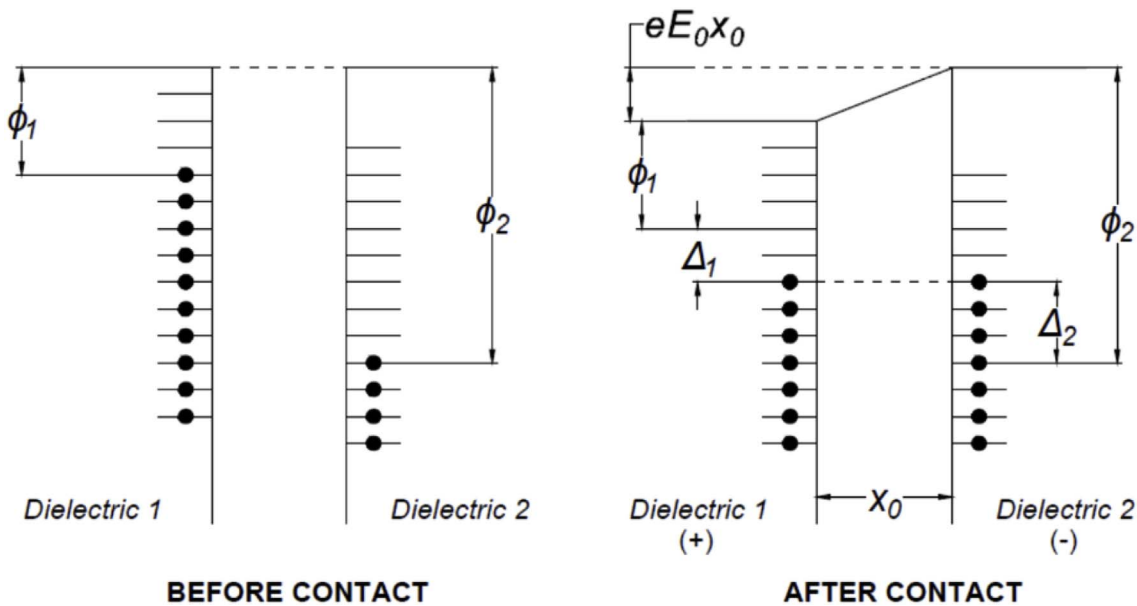 eE₀x₀
ϕ₁
ϕ₂
ϕ₁
Δ₁
ϕ₂
Δ₂
x₀
Dielectric 1
Dielectric 2
Dielectric 1
(+)
Dielectric 2
(-)
BEFORE CONTACT
AFTER CONTACT